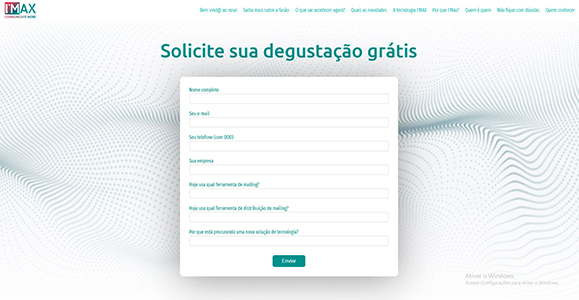 I'MAX
COMMUNICATE MORE
Bem vind@ ao novo Saiba mais sobre a fusão O que vai acontecer agora? Quais as novidades A tecnologia I'MAX Por que I'Max? Quem é quem Não fique com dúvidas Quero conhecer
Solicite sua degustação grátis
Nome completo
Seu e-mail
Seu telefone (com DDD)
Sua empresa
Hoje usa qual ferramenta de mailing?
Hoje usa qual ferramenta de distribuição de mailing?
Por que está procurando uma nova solução de tecnologia?
Enviar
Ativar o Windows
Acesse Configurações para ativar o Windows.